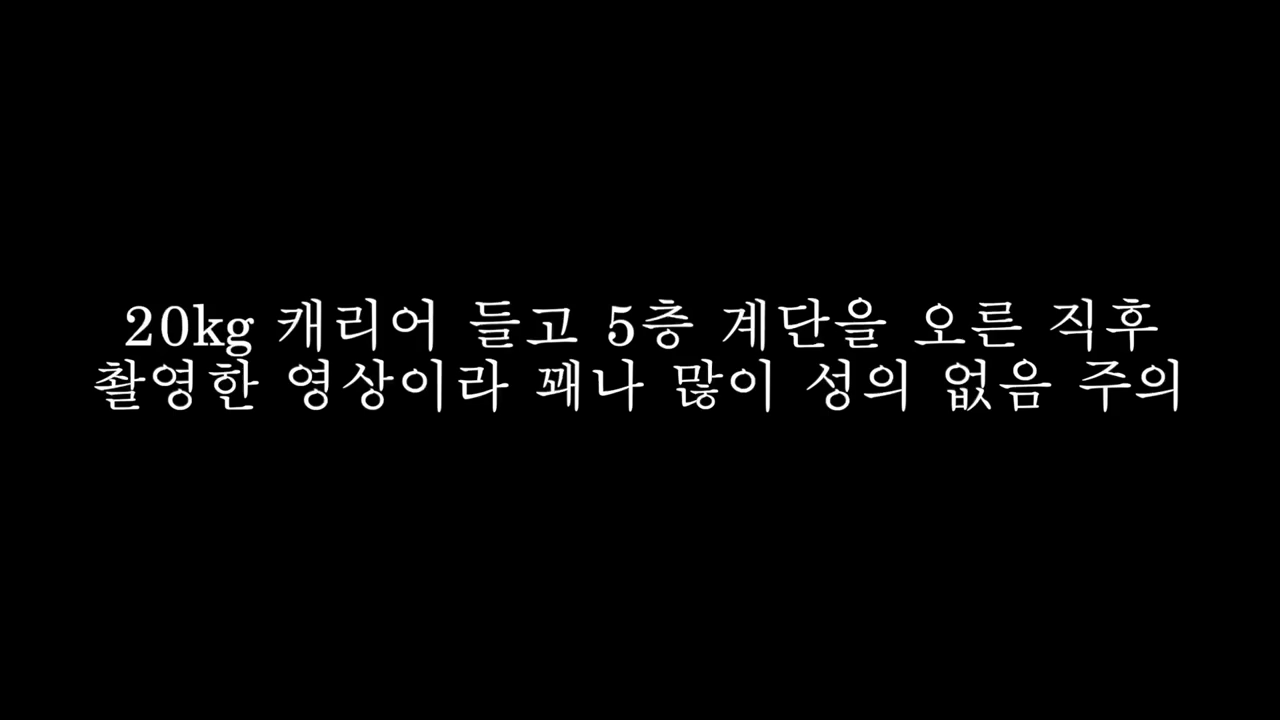 20kg 캐리어 들고 5층 계단을 오른 직후
촬영한 영상이라 꽤나 많이 성의 없음 주의